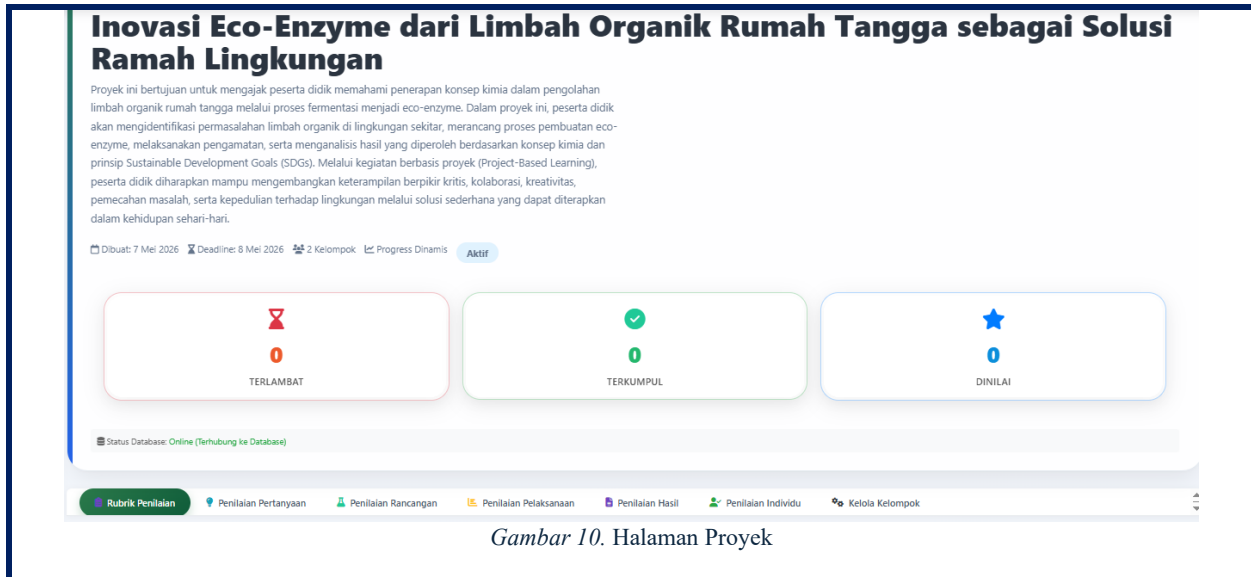 Inovasi Eco-Enzyme dari Limbah Organik Rumah Tangga sebagai Solusi
Ramah Lingkungan
Proyek ini bertujuan untuk mengajak peserta didik memahami penerapan konsep kimia dalam pengolahan
limbah organik rumah tangga melalui proses fermentasi menjadi eco-enzyme. Dalam proyek ini, peserta didik
akan mengidentifikasi permasalahan limbah organik di lingkungan sekitar, merancang proses pembuatan eco-
enzyme, melaksanakan pengamatan, serta menganalisis hasil yang diperoleh berdasarkan konsep kimia dan
prinsip Sustainable Development Goals (SDGs). Melalui kegiatan berbasis proyek (Project-Based Learning),
peserta didik diharapkan mampu mengembangkan keterampilan berpikir kritis, kolaborasi, kreativitas,
pemecahan masalah, serta kepedulian terhadap lingkungan melalui solusi sederhana yang dapat diterapkan
dalam kehidupan sehari-hari.
Dibuat: 7 Mei 2026 Deadline: 8 Mei 2026 2 Kelompok Progress Dinamis Aktif
0 0 0
TERLAMBAT TERKUMPUL DINILAI
Status Database: Online (Terhubung ke Database)
Rubrik Penilaian Penilaian Pertanyaan Penilaian Rancangan Penilaian Pelaksanaan Penilaian Hasil Penilaian Individu Kelola Kelompok
Gambar 10. Halaman Proyek